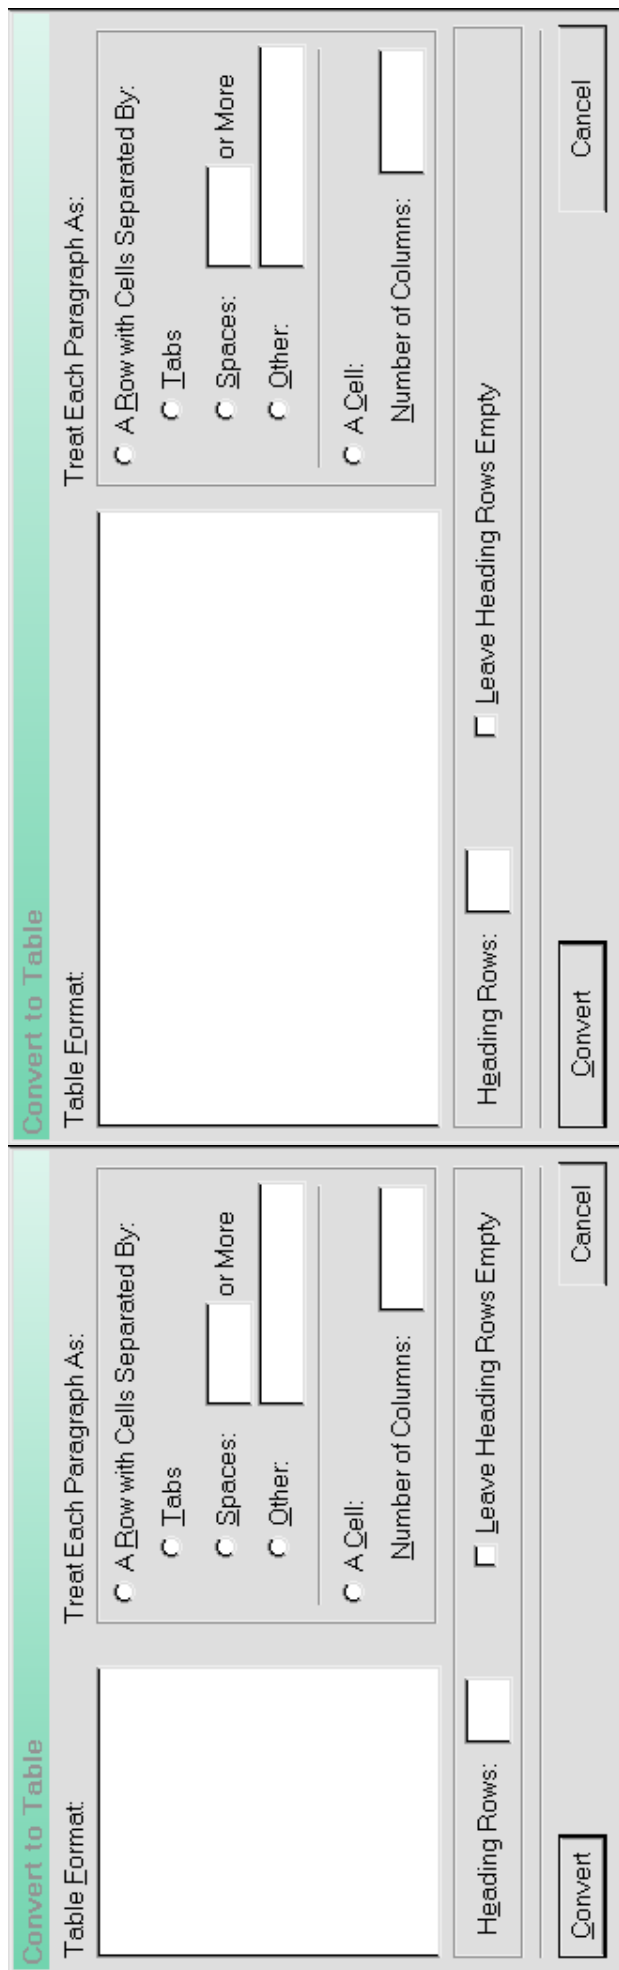 Convert to Table
Table Format:
Treat Each Paragraph As:
A Row with Cells Separated By:
Tabs
Spaces:
or More
Other:
A Cell:
Number of Columns:
Heading Rows:
Leave Heading Rows Empty
Convert
Cancel
Convert to Table
Table Format:
Treat Each Paragraph As:
A Row with Cells Separated By:
Tabs
Spaces:
or More
Other:
A Cell:
Number of Columns:
Heading Rows:
Leave Heading Rows Empty
Convert
Cancel